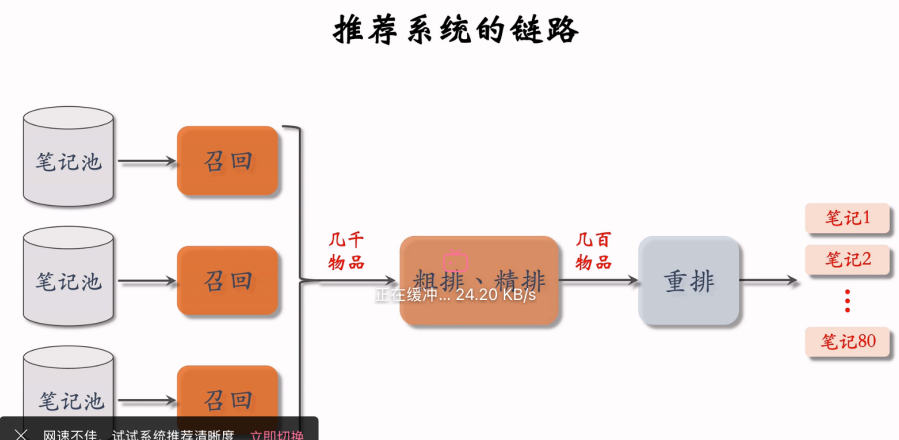 推荐系统的链路
笔记池
召回
笔记池
召回
笔记池
召回
几千
物品
粗排、精排
正在缓冲... 24.20 KB/s
几百
物品
重排
笔记1
笔记2
笔记80
网速不佳，试试系统推荐清晰度 立即切换